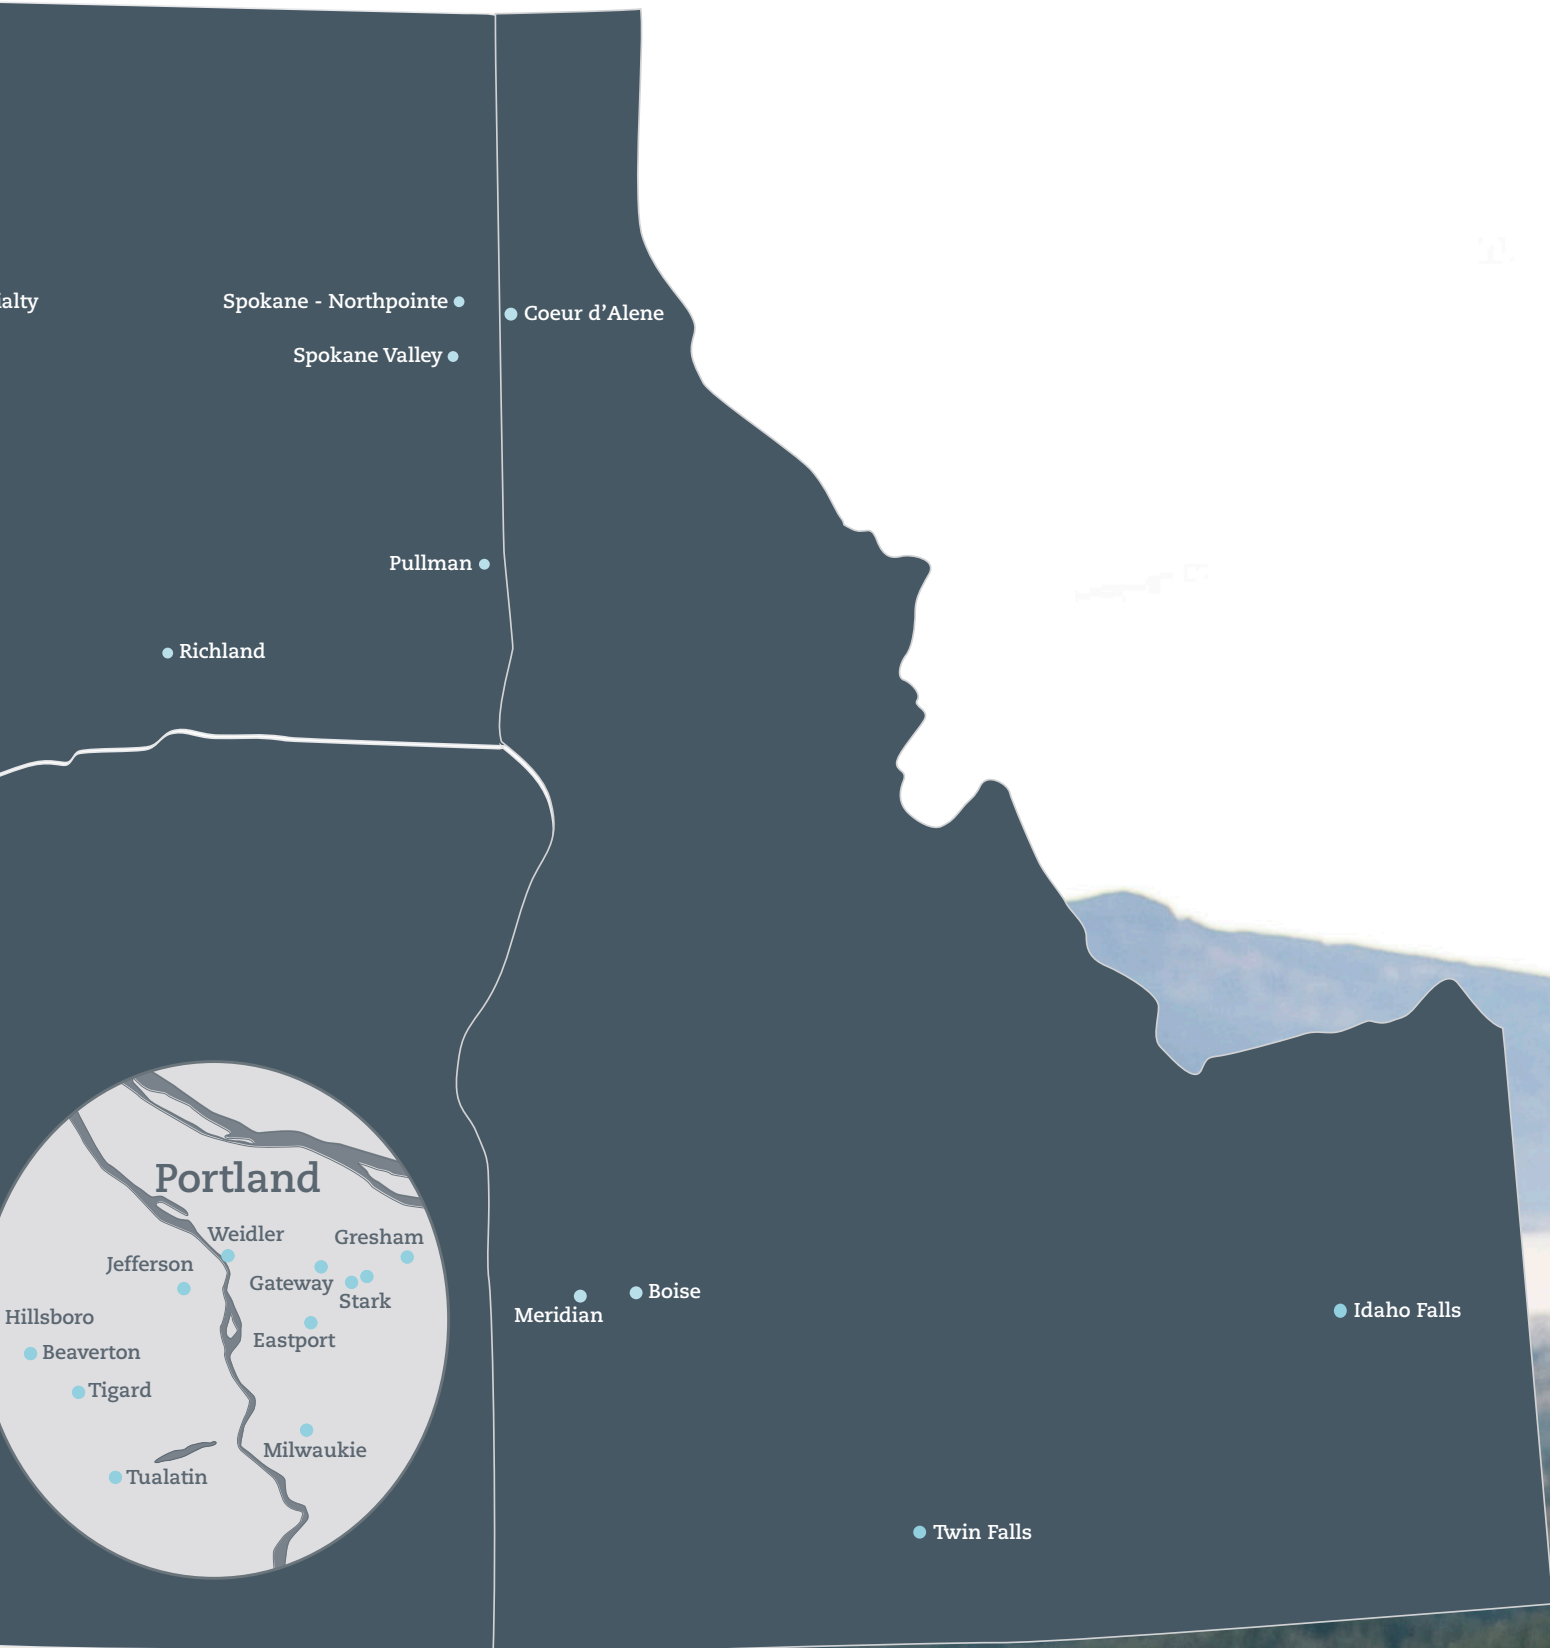 ialty
Spokane - Northpointe
Coeur d’Alene
Spokane Valley
Pullman
Richland
Portland
Weidler
Gresham
Jefferson
Gateway
Stark
Hillsboro
Eastport
Beaverton
Tigard
Milwaukie
Tualatin
Meridian
Boise
Idaho Falls
Twin Falls